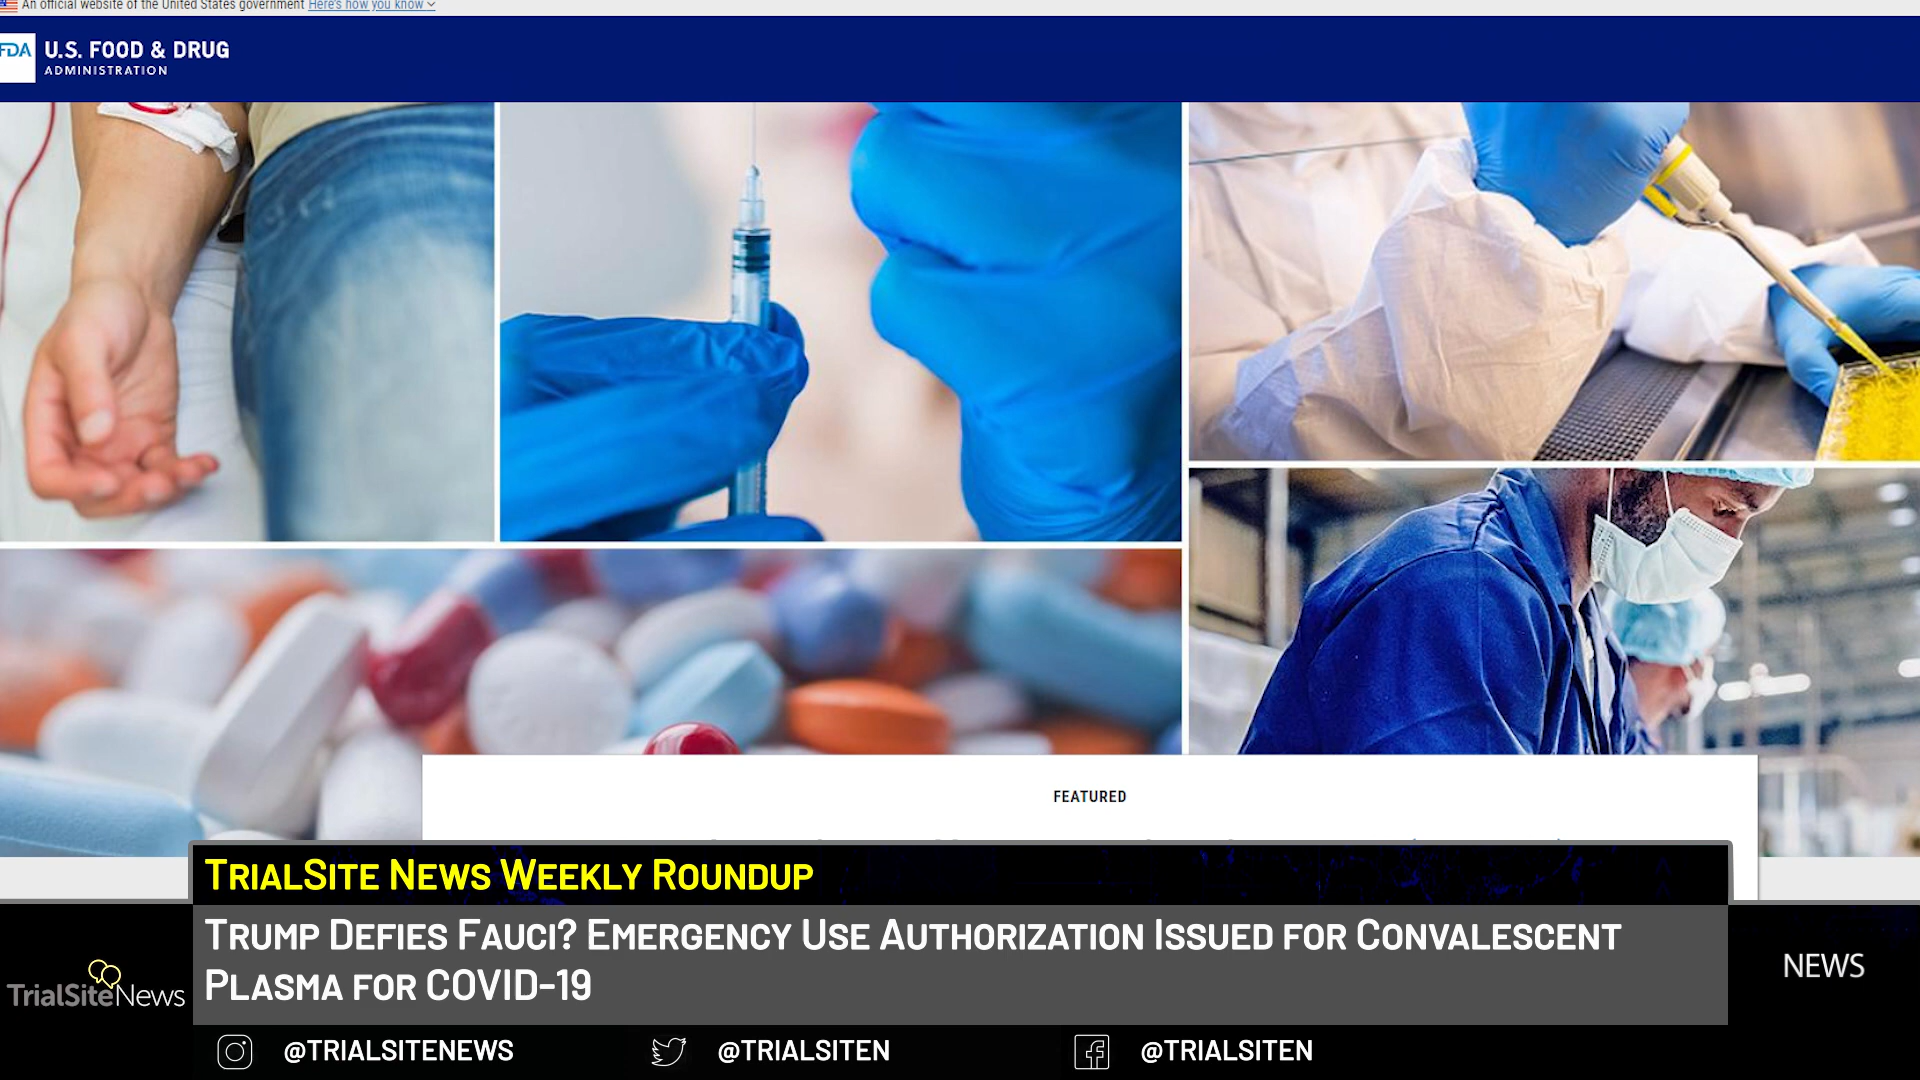 An official website of the United States government Here's how you know
FDA U.S. FOOD & DRUG
ADMINISTRATION
FEATURED
TRIALSITE NEWS WEEKLY ROUNDUP
TRUMP DEFIES FAUCI? EMERGENCY USE AUTHORIZATION ISSUED FOR CONVALESCENT
PLASMA FOR COVID-19
TrialSiteNews
NEWS
@TRIALSITENEWS
@TRIALSITEN
@TRIALSITEN